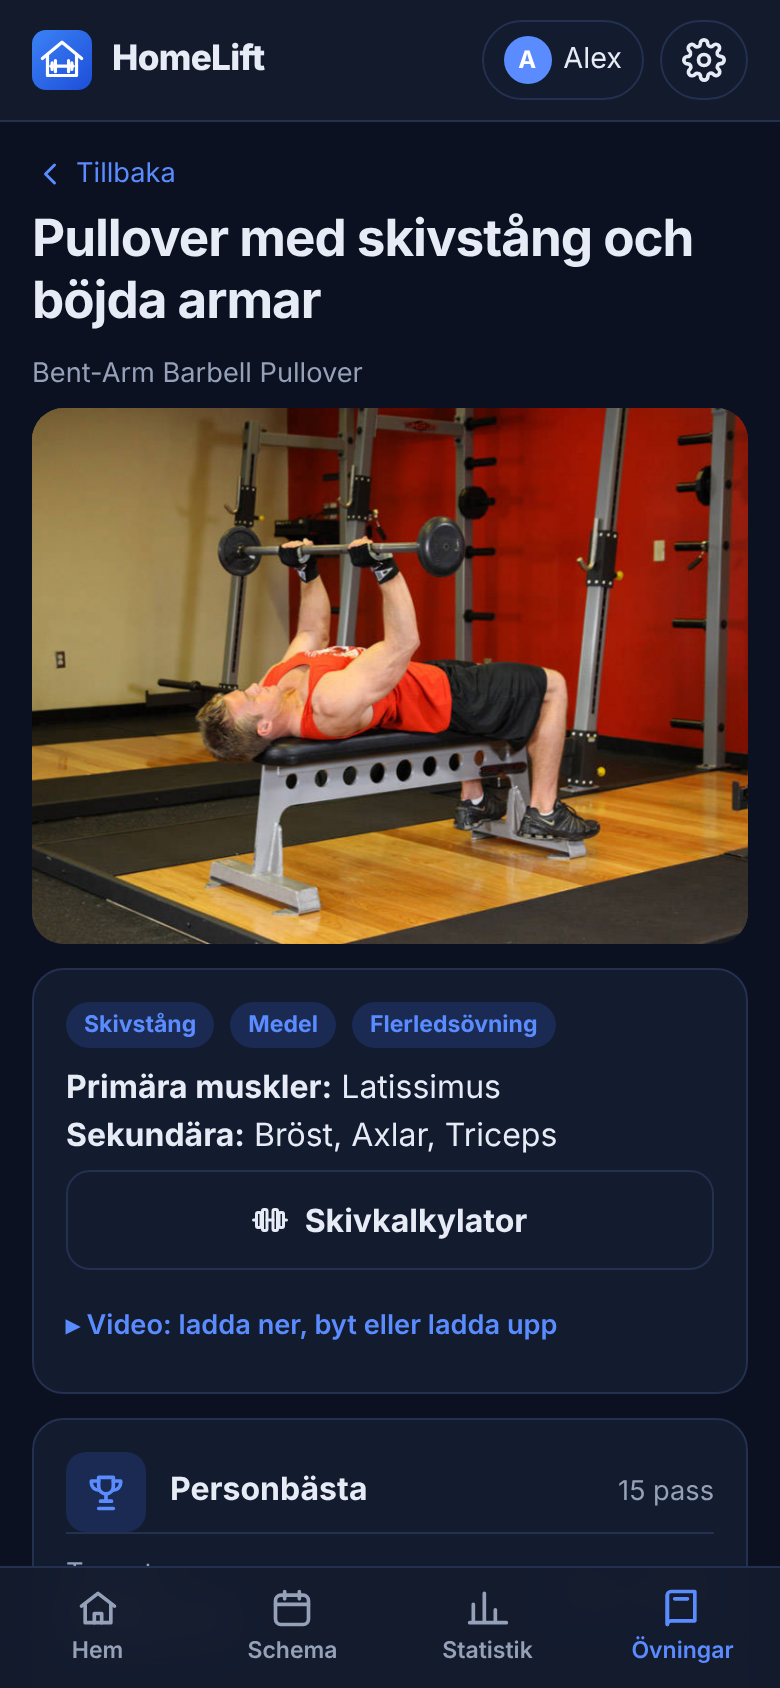 HomeLift
A Alex
Tillbaka
Pullover med skivstång och
böjda armar
Bent-Arm Barbell Pullover
Skivstång Medel Flerledsövning
Primära muskler: Latissimus
Sekundära: Bröst, Axlar, Triceps
Skivkalkylator
▸ Video: ladda ner, byt eller ladda upp
Personbästa 15 pass
Hem Schema Statistik Övningar